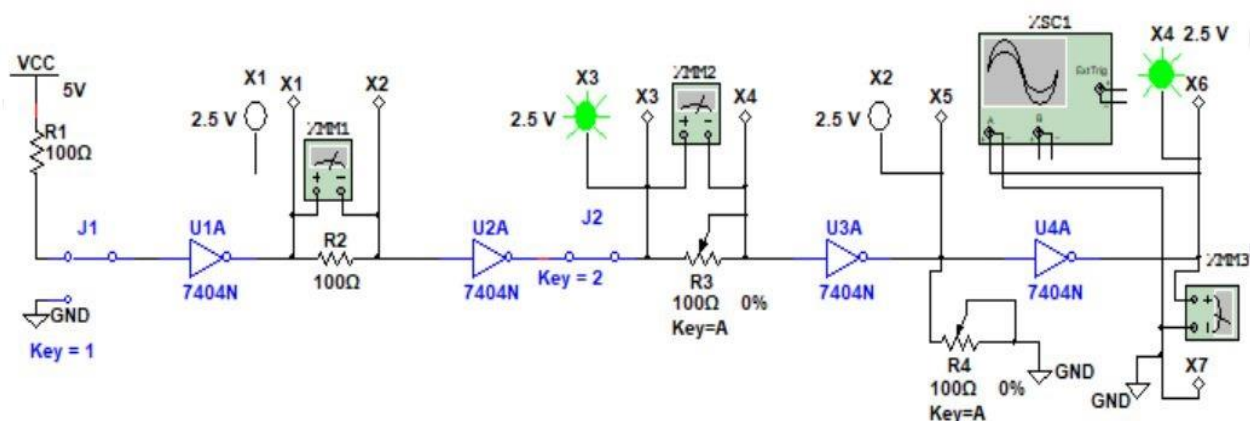 VCC
5V
R1
100Ω
J1
GND
Key = 1
X1
2.5 V
X1
X2
XMM1
U1A
7404N
R2
100Ω
X3
2.5 V
X3
XMM2
X4
U2A
7404N
J2
Key = 2
R3
100Ω 0%
Key=A
X2
2.5 V
X5
U3A
7404N
R4
100Ω 0%
Key=A
GND
XSC1
Ext Trig
A
B
X4 2.5 V
X6
U4A
7404N
XMM3
X7
GND